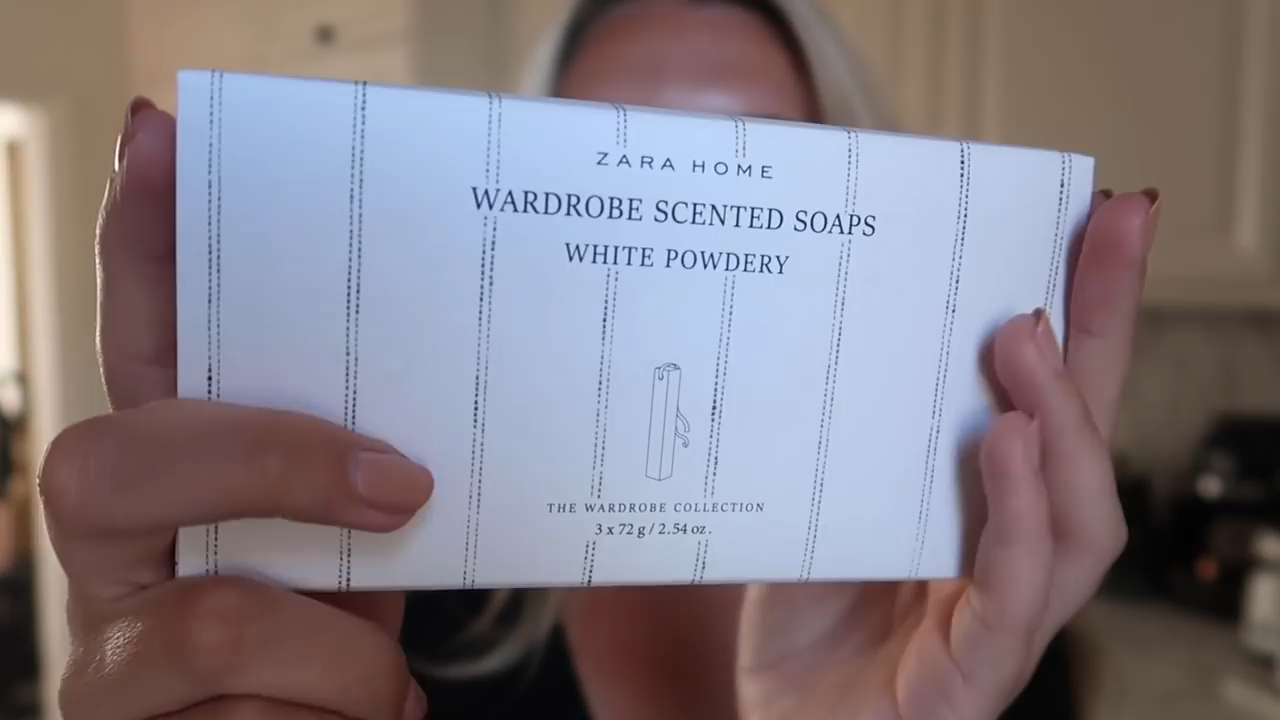 ZARA HOME
WARDROBE SCENTED SOAPS
WHITE POWDERY
THE WARDROBE COLLECTION
3 x 72 g / 2.54 oz.